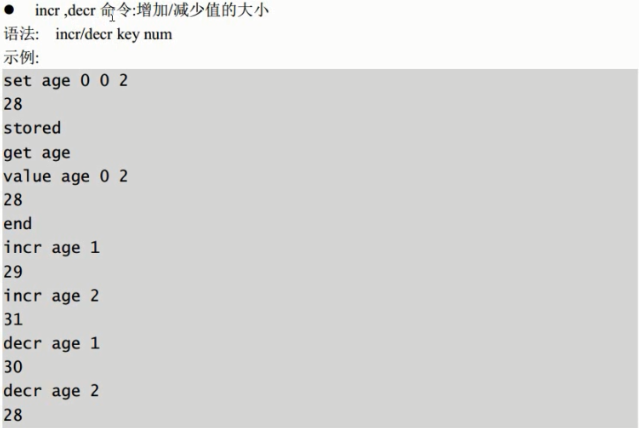 ● incr ,decr 命令:增加/减少值的大小
语法: incr/decr key num
示例:
set age 0 0 2
28
stored
get age
value age 0 2
28
end
incr age 1
29
incr age 2
31
decr age 1
30
decr age 2
28